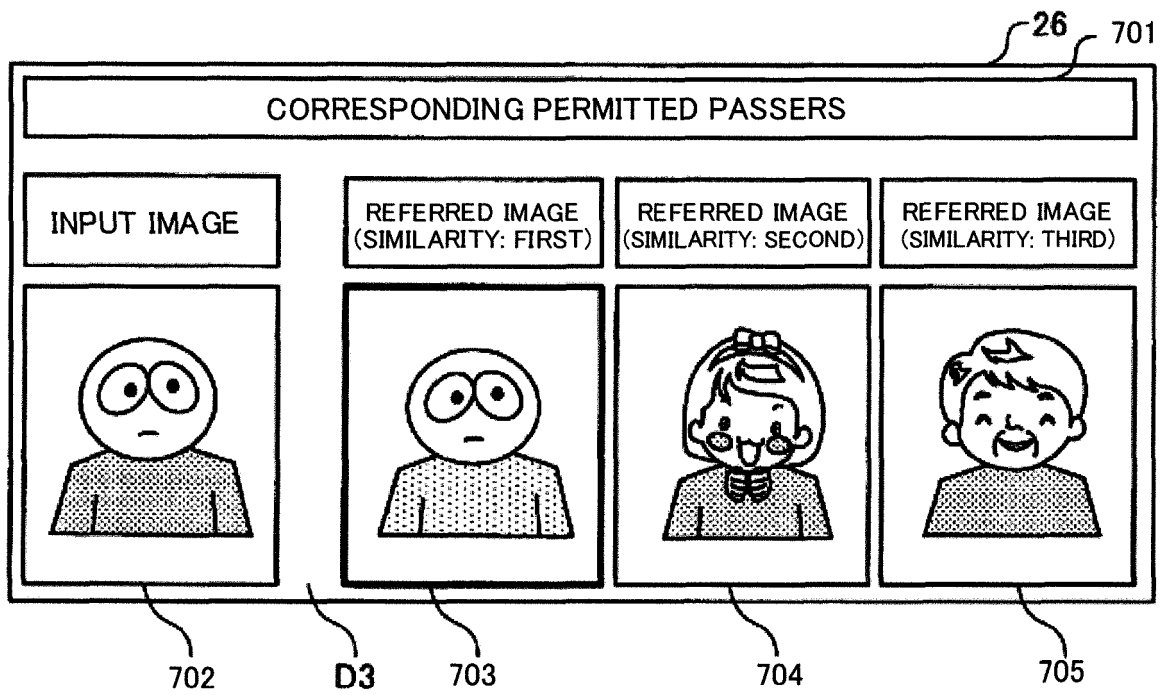 26
701
CORRESPONDING PERMITTED PASSERS
INPUT IMAGE
REFERRED IMAGE
(SIMILARITY: FIRST)
REFERRED IMAGE
(SIMILARITY: SECOND)
REFERRED IMAGE
(SIMILARITY: THIRD)
702
D3
703
704
705